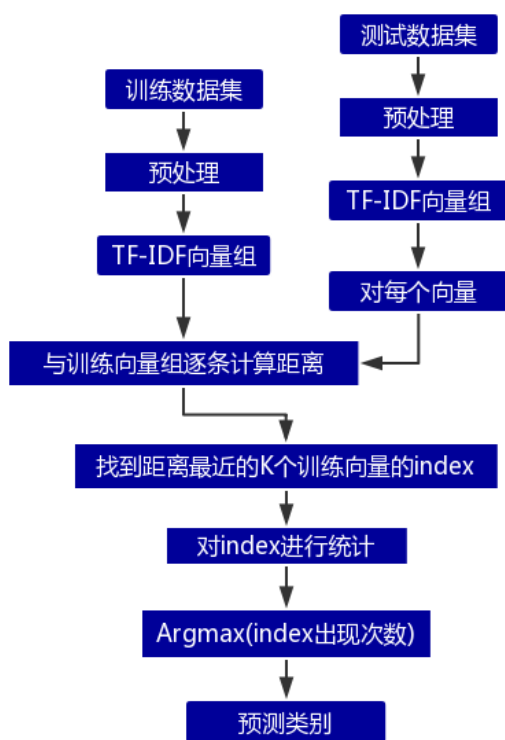 测试数据集
训练数据集
预处理
预处理
TF-IDF向量组
TF-IDF向量组
对每个向量
与训练向量组逐条计算距离
找到距离最近的K个训练向量的index
对index进行统计
Argmax(index出现次数)
预测类别